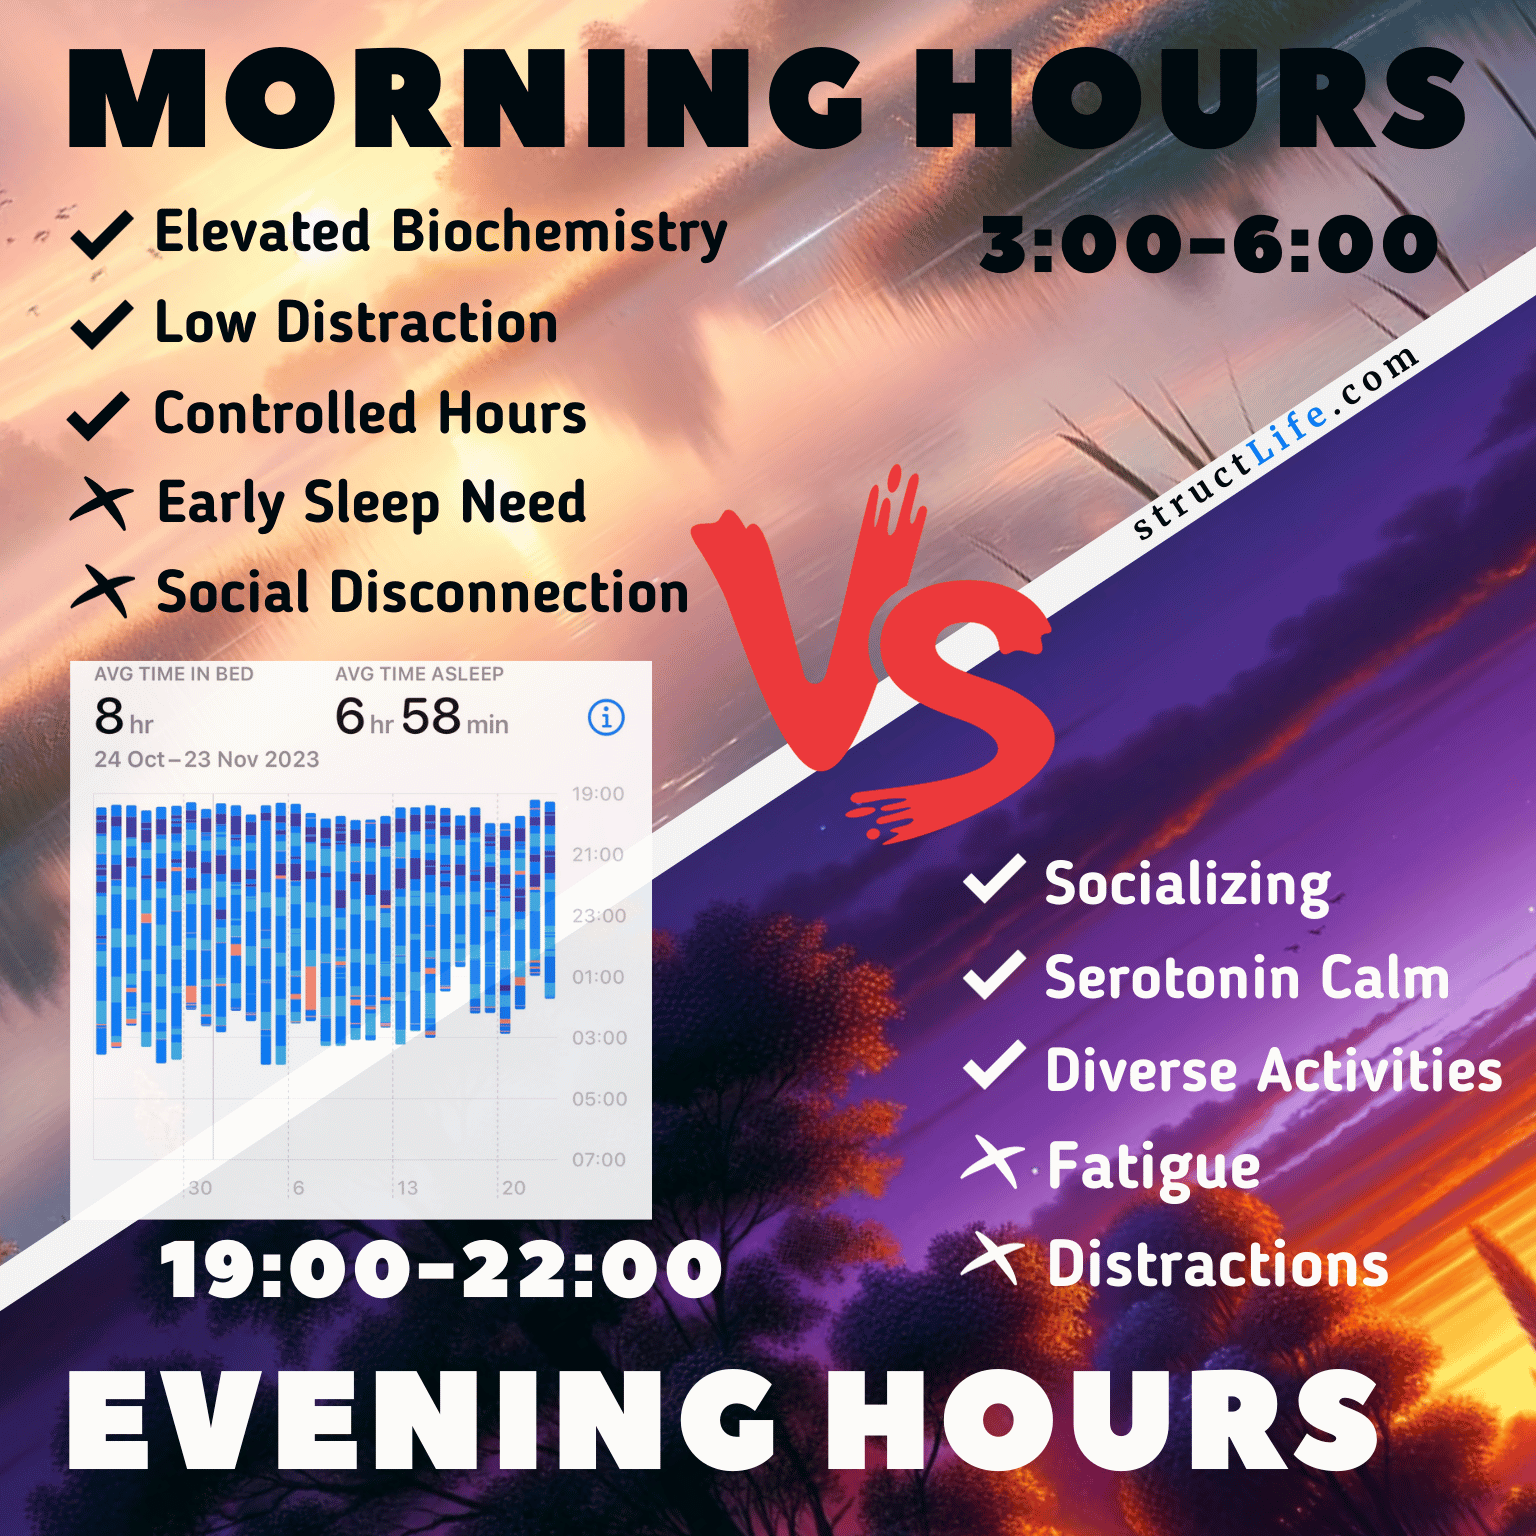 MORNING HOURS
3:00-6:00
Elevated Biochemistry
Low Distraction
Controlled Hours
Early Sleep Need
Social Disconnection
structLife.com
VS
AVG TIME IN BED
AVG TIME ASLEEP
8 hr
6 hr 58 min
i
24 Oct – 23 Nov 2023
19:00
21:00
23:00
01:00
03:00
05:00
07:00
30
6
13
20
Socializing
Serotonin Calm
Diverse Activities
Fatigue
Distractions
19:00-22:00
EVENING HOURS